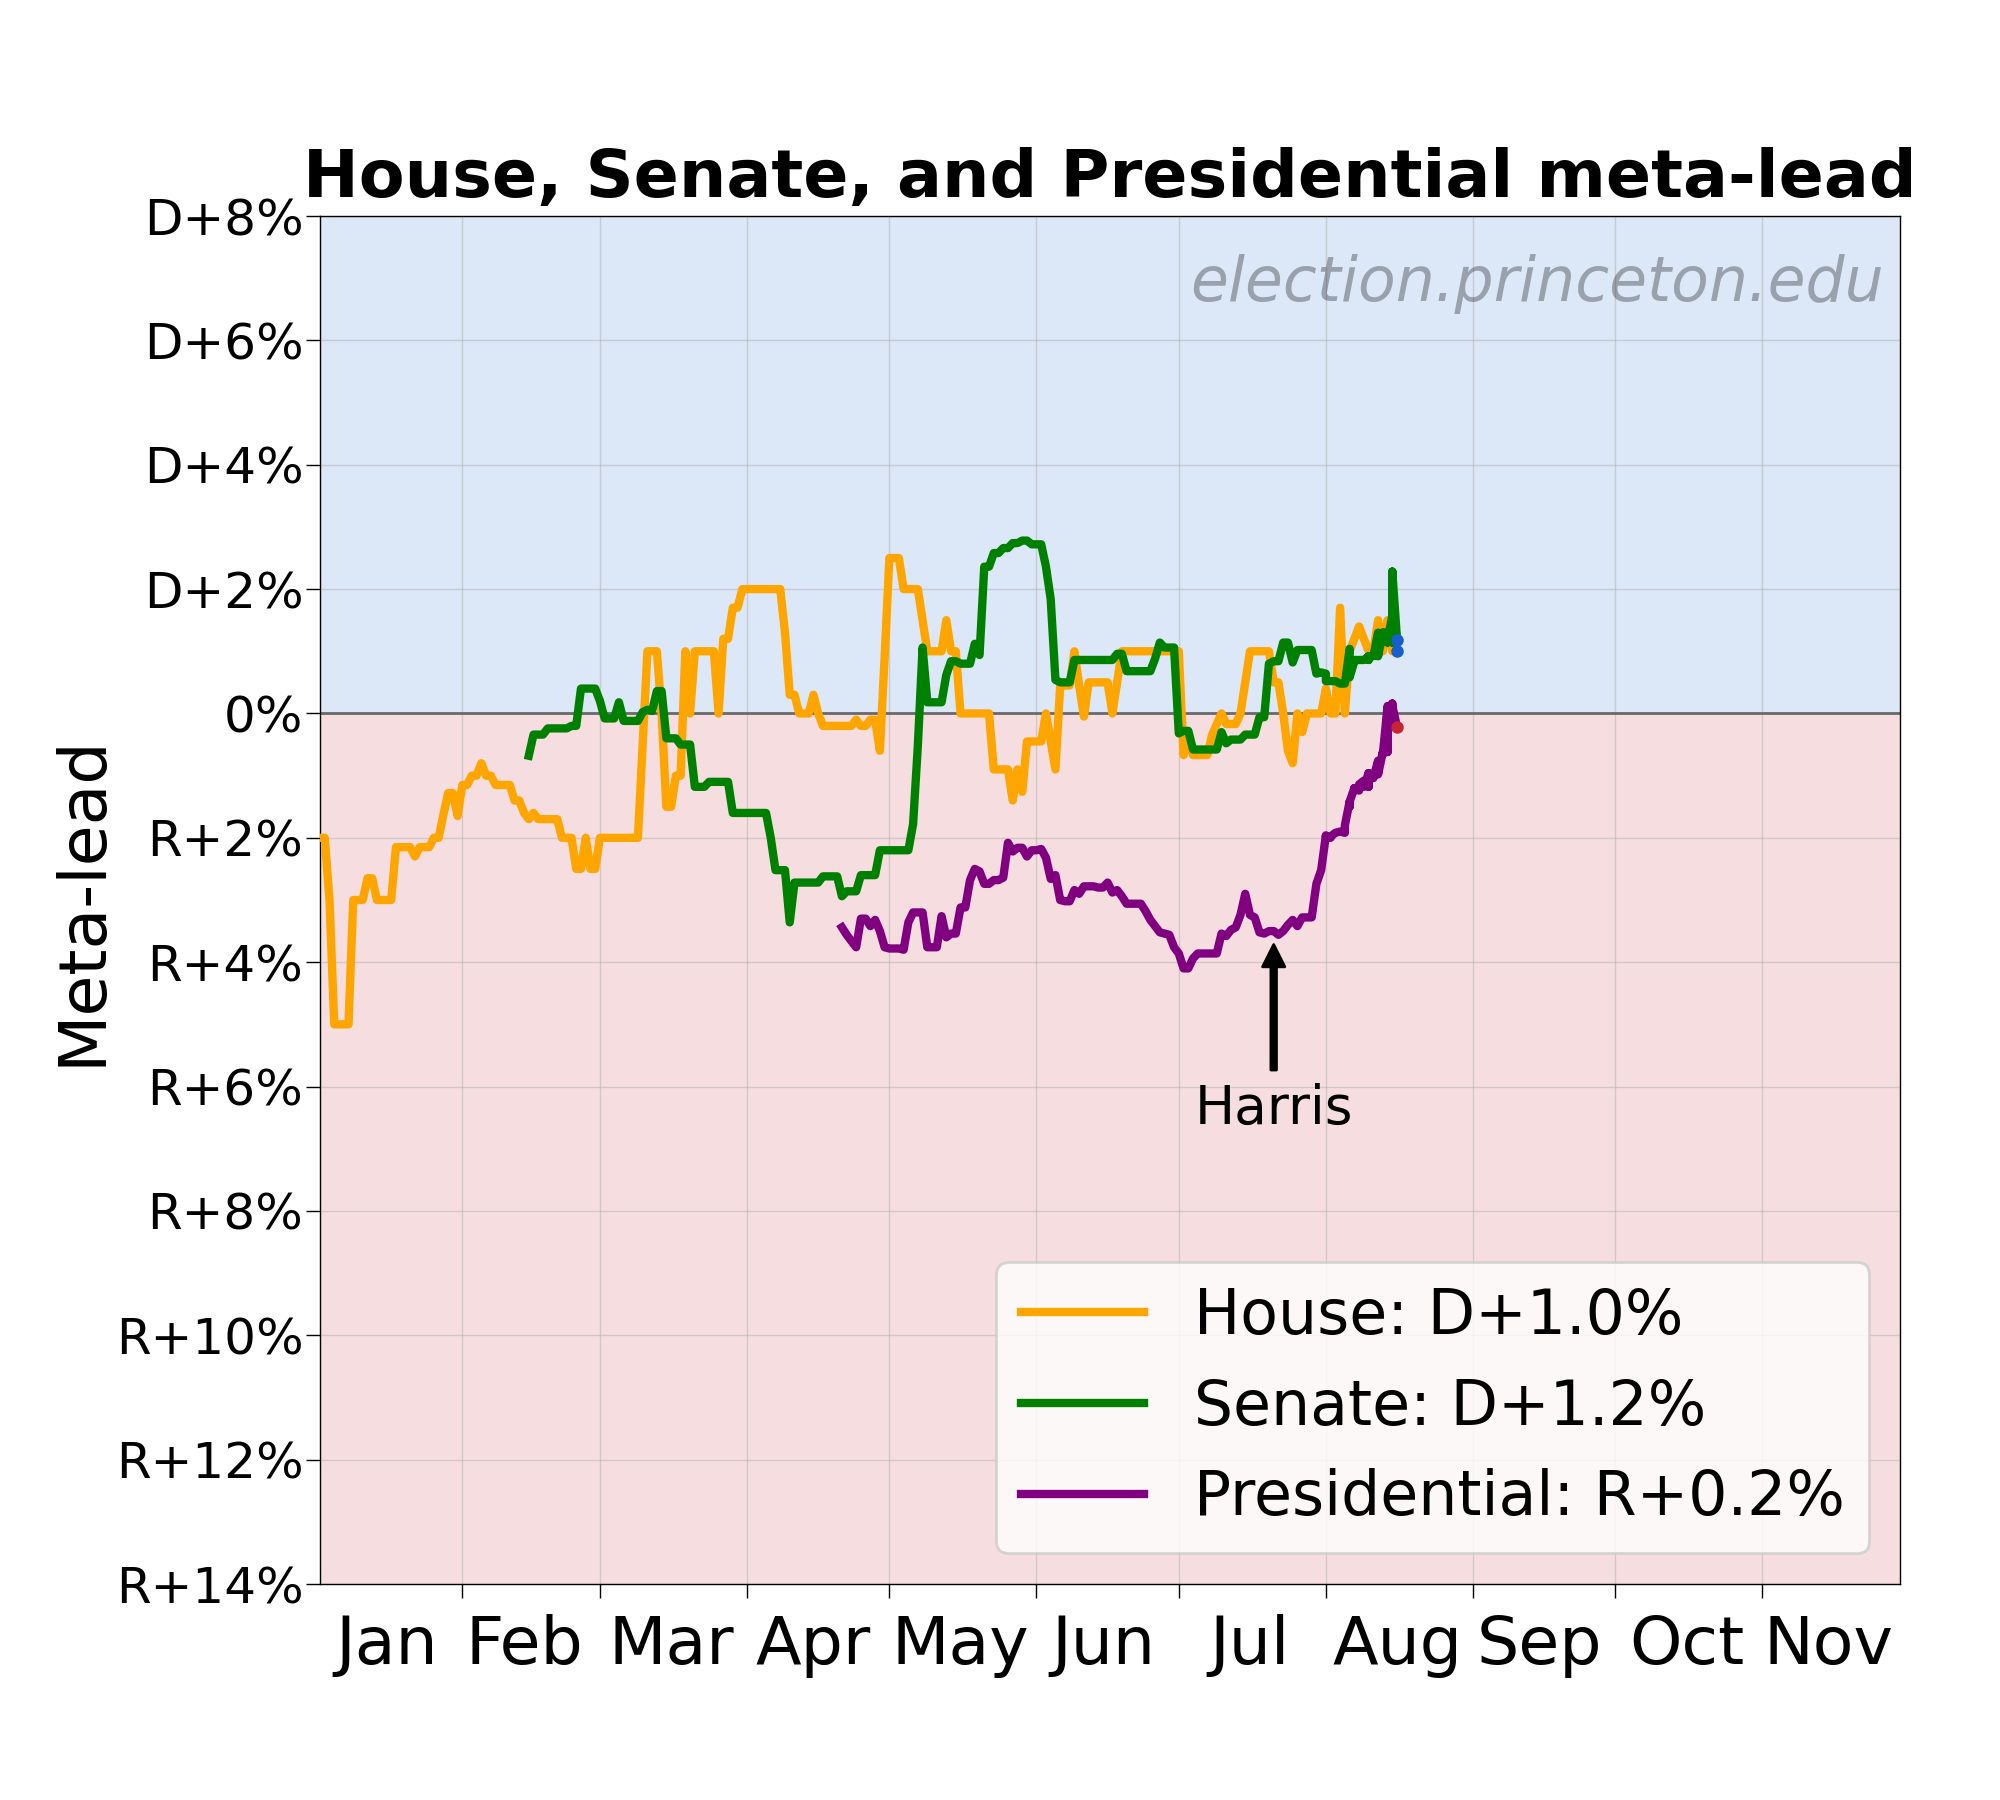 House, Senate, and Presidential meta-lead
election.princeton.edu
D+8%
D+6%
D+4%
D+2%
0%
R+2%
R+4%
R+6%
R+8%
R+10%
R+12%
R+14%
Meta-lead
Harris
House: D+1.0%
Senate: D+1.2%
Presidential: R+0.2%
Jan Feb Mar Apr May Jun Jul Aug Sep Oct Nov